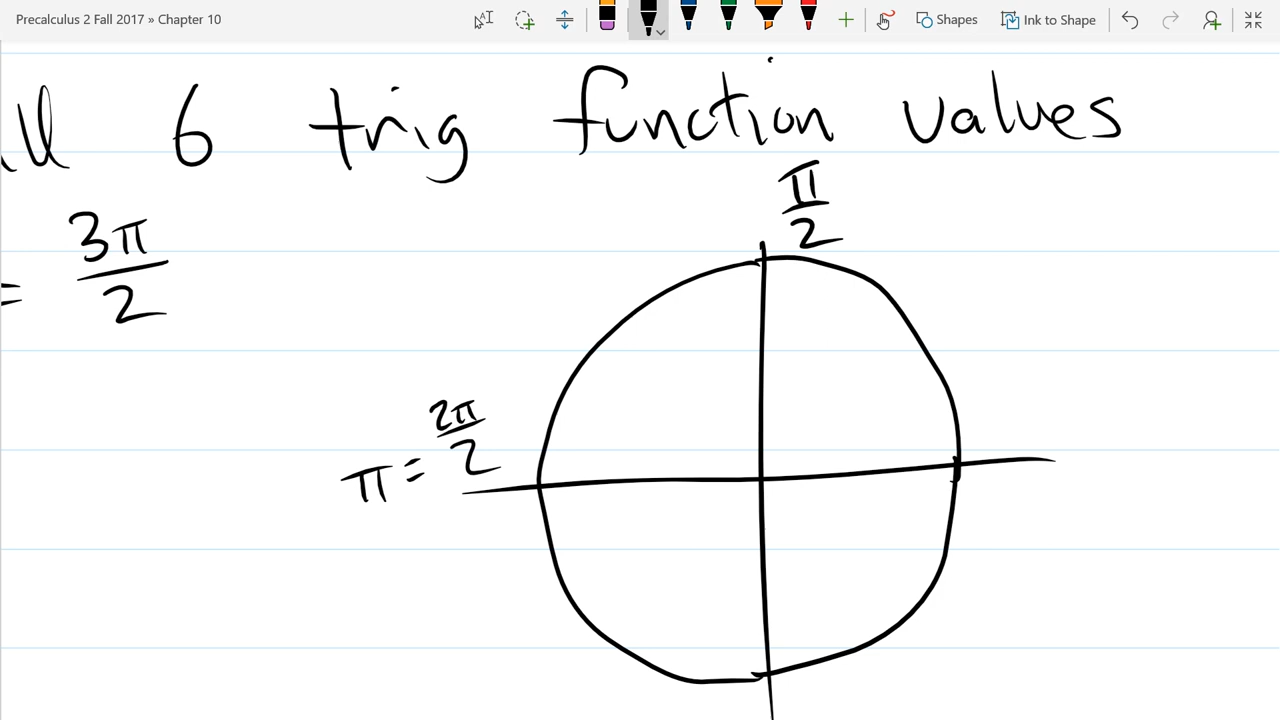 Precalculus 2 Fall 2017 » Chapter 10
Shapes
Ink to Shape
ll 6 trig function values
= 3π/2
π/2
π = 2π/2